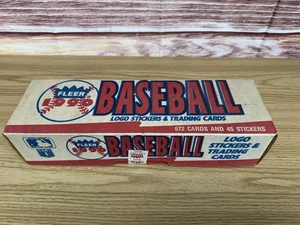 FLEER
1990
BASEBALL
LOGO STICKERS & TRADING CARDS
672 CARDS AND 45 STICKERS
FLEER
1990
BASEBALL
LOGO
STICKERS &
TRADING
CARDS